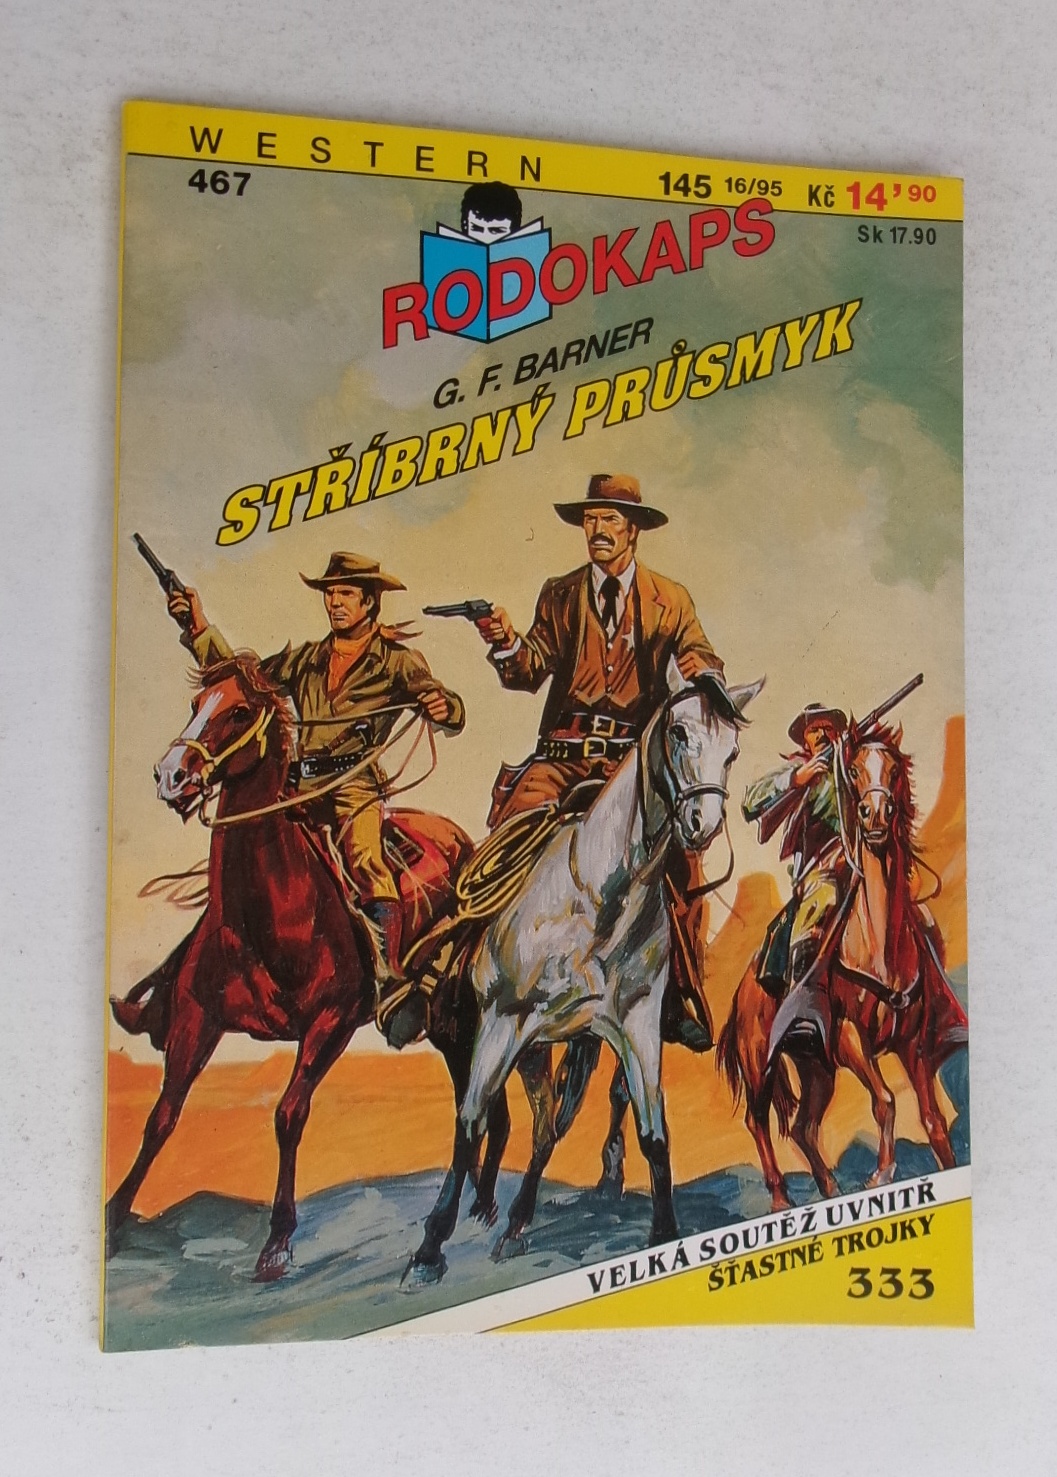 WESTERN
467
145 16/95 Kč 14'90
Sk 17.90
RODOKAPS
G. F. BARNER
STŘÍBRNÝ PRŮSMYK
VELKÁ SOUTĚŽ UVNITŘ
ŠŤASTNÉ TROJKY
333